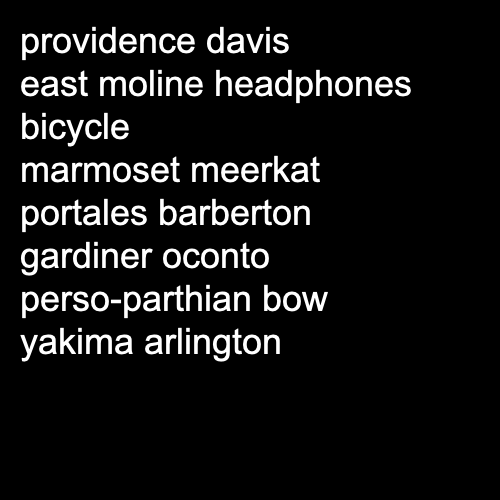 providence davis
east moline headphones
bicycle
marmoset meerkat
portales barberton
gardiner oconto
perso-parthian bow
yakima arlington